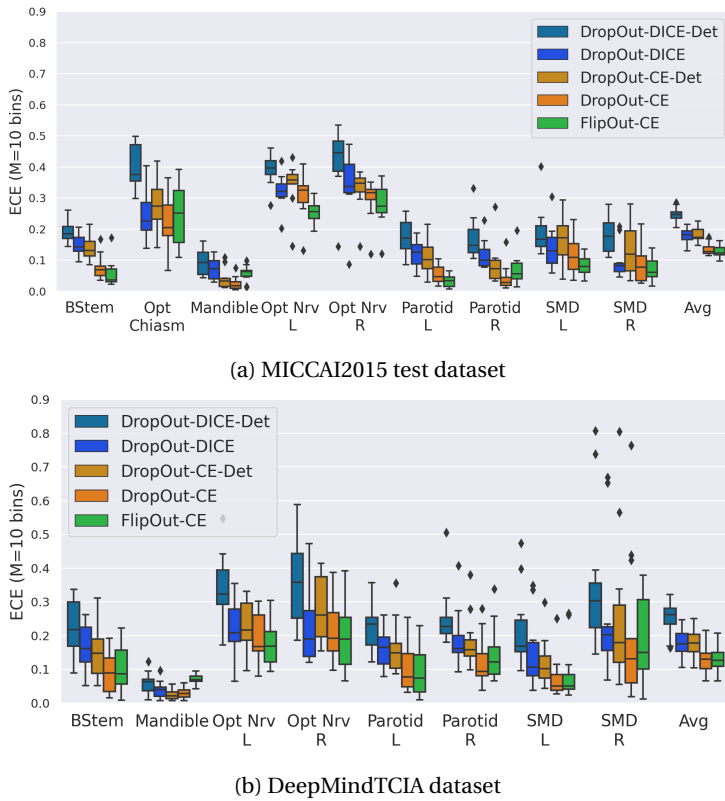 0.9
0.8
0.7
0.6
0.5
0.4
0.3
0.2
0.1
0.0
ECE (M=10 bins)
DropOut-DICE-Det
DropOut-DICE
DropOut-CE-Det
DropOut-CE
FlipOut-CE
BStem Opt Mandible Opt Nrv Opt Nrv Parotid Parotid SMD SMD Avg
Chiasm L R L R L R
(a) MICCAI2015 test dataset
0.9
0.8
0.7
0.6
0.5
0.4
0.3
0.2
0.1
0.0
ECE (M=10 bins)
DropOut-DICE-Det
DropOut-DICE
DropOut-CE-Det
DropOut-CE
FlipOut-CE
BStem Mandible Opt Nrv Opt Nrv Parotid Parotid SMD SMD Avg
L R L R L R
(b) DeepMindTCIA dataset